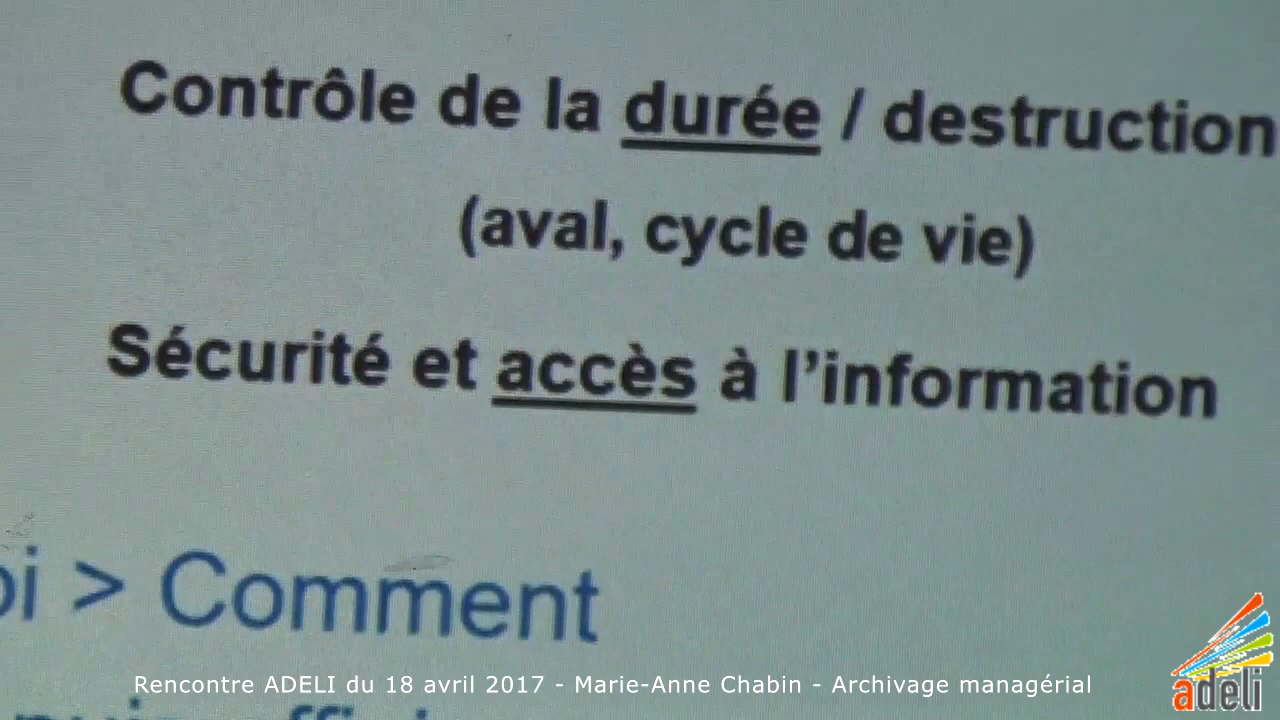 Contrôle de la durée / destruction
(aval, cycle de vie)
Sécurité et accès à l'information
> Comment
Rencontre ADELI du 18 avril 2017 - Marie-Anne Chabin - Archivage managérial
adeli